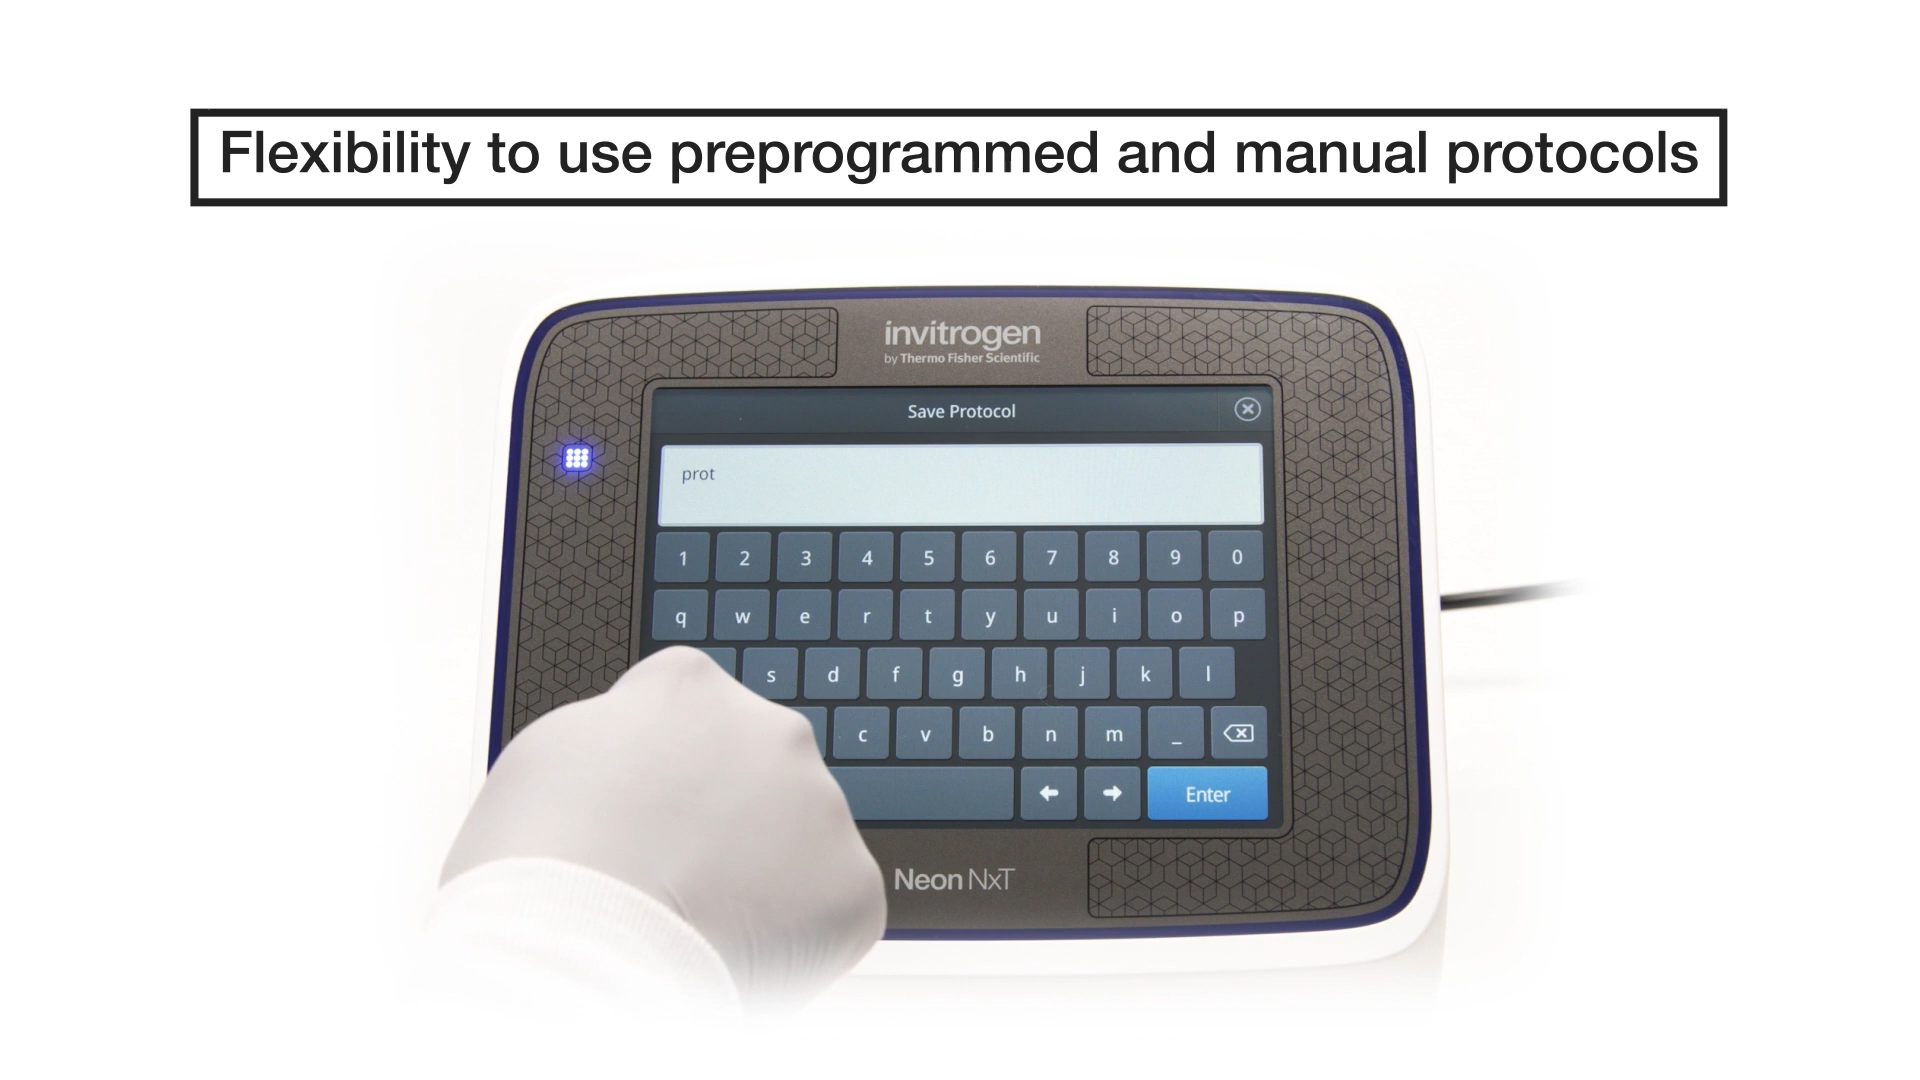 Flexibility to use preprogrammed and manual protocols
invitrogen
by Thermo Fisher Scientific
Save Protocol
prot
1 2 3 4 5 6 7 8 9 0
q w e r t y u i o p
s d f g h j k l
c v b n m _
Enter
Neon NxT